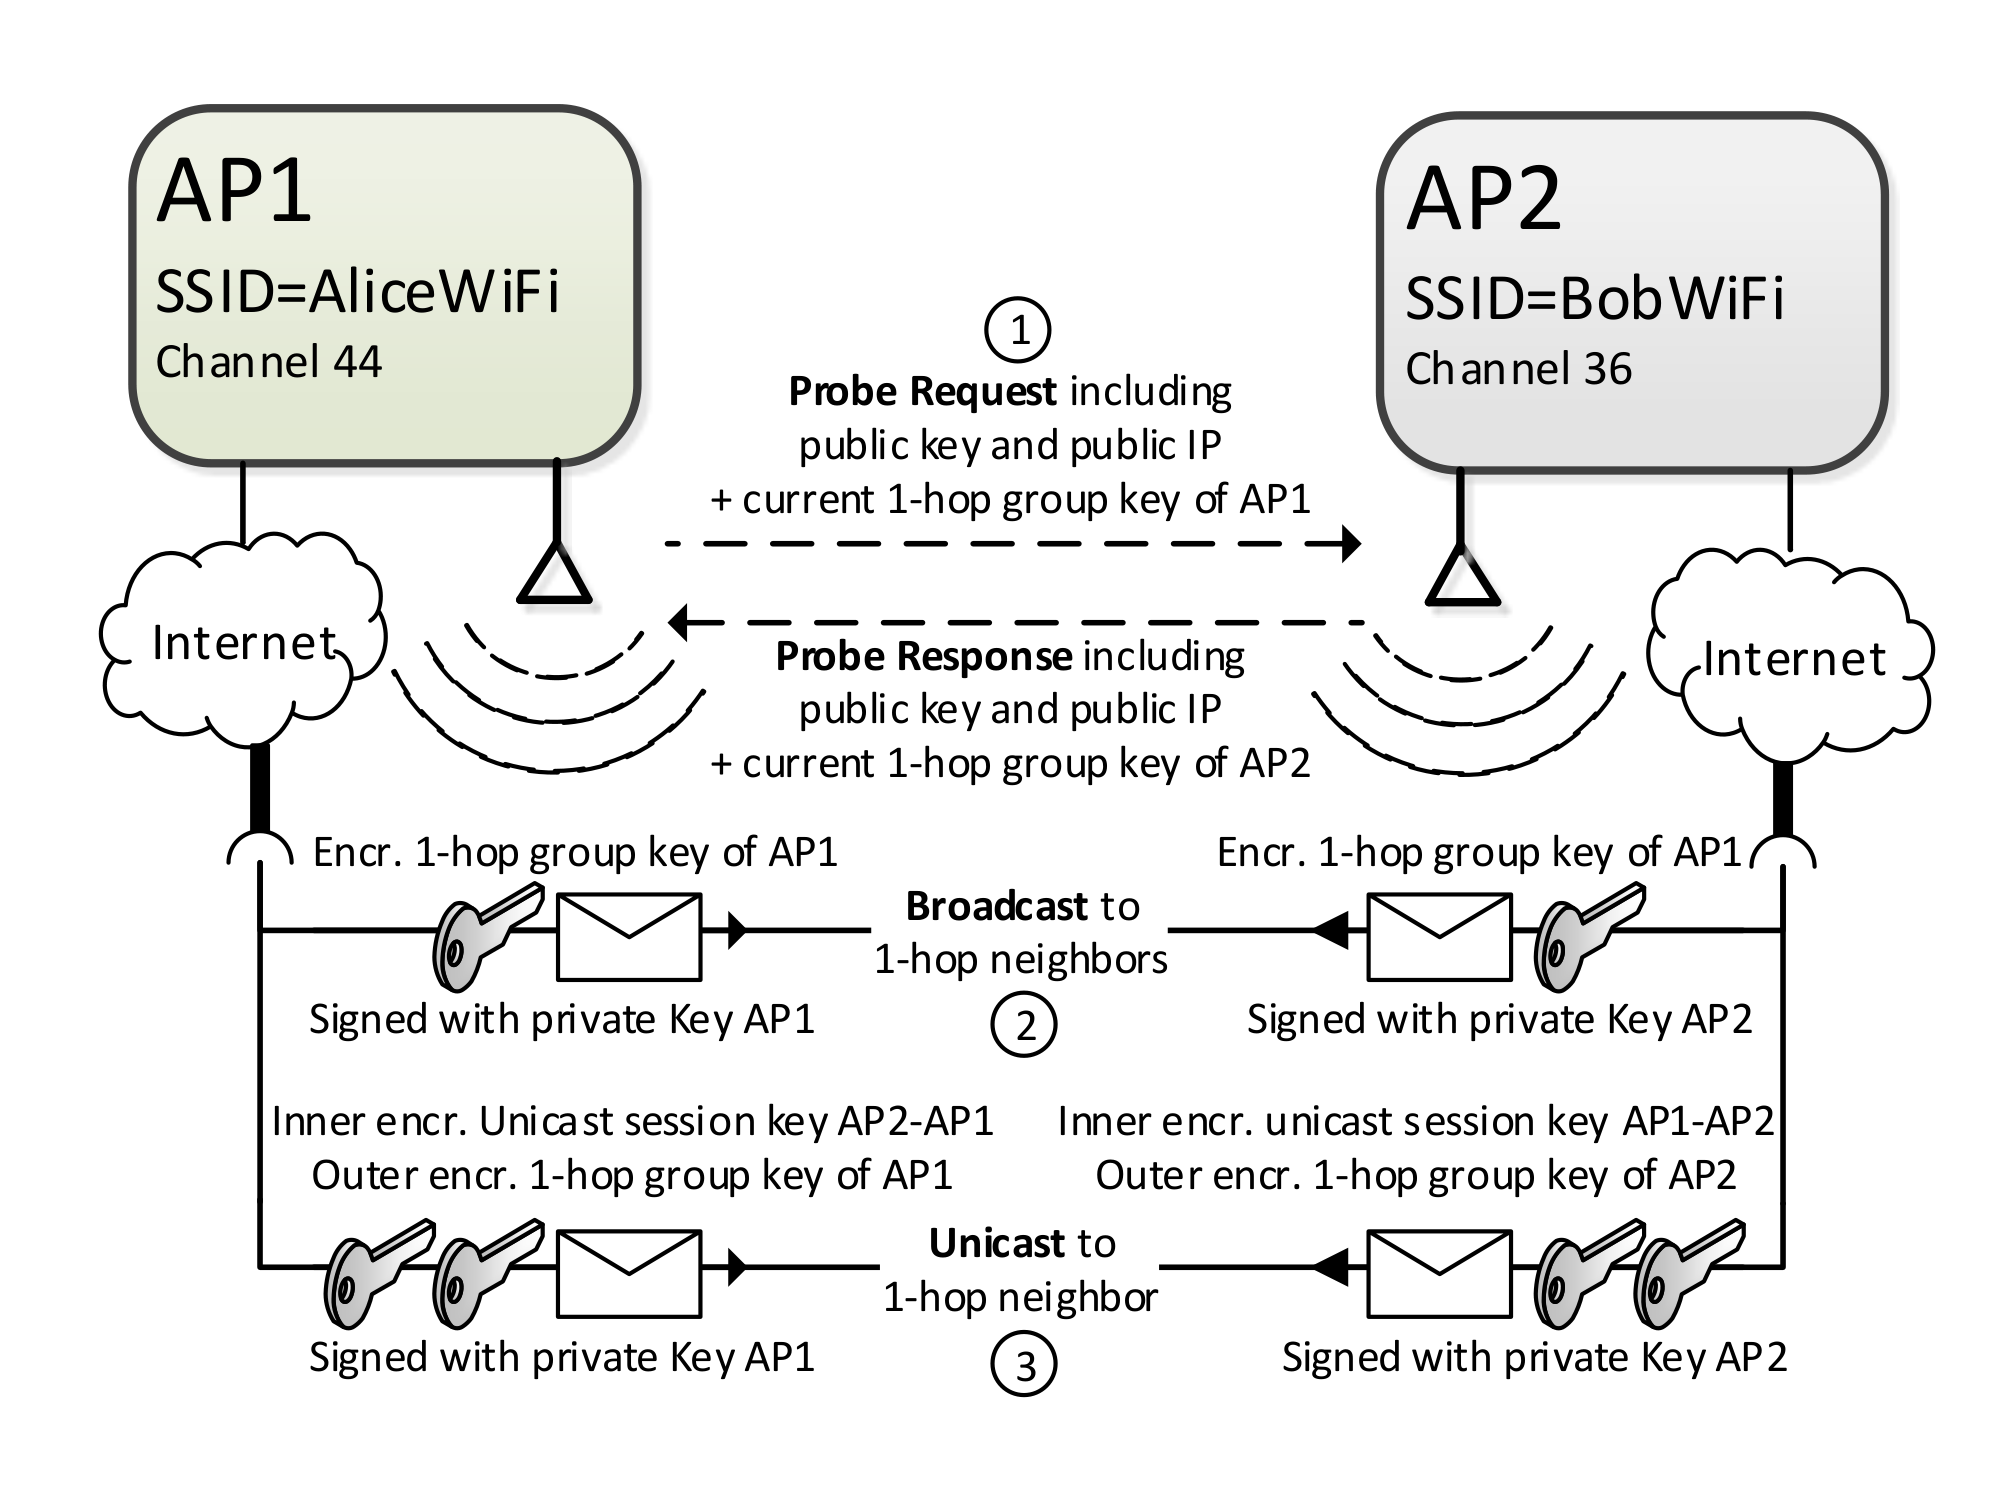 AP1
SSID=AliceWiFi
Channel 44
AP2
SSID=BobWiFi
Channel 36
1
Probe Request including
public key and public IP
+ current 1-hop group key of AP1
Internet
Internet
Probe Response including
public key and public IP
+ current 1-hop group key of AP2
Encr. 1-hop group key of AP1
Encr. 1-hop group key of AP1
Broadcast to
1-hop neighbors
Signed with private Key AP1
2
Signed with private Key AP2
Inner encr. Unicast session key AP2-AP1
Outer encr. 1-hop group key of AP1
Inner encr. unicast session key AP1-AP2
Outer encr. 1-hop group key of AP2
Unicast to
1-hop neighbor
Signed with private Key AP1
3
Signed with private Key AP2